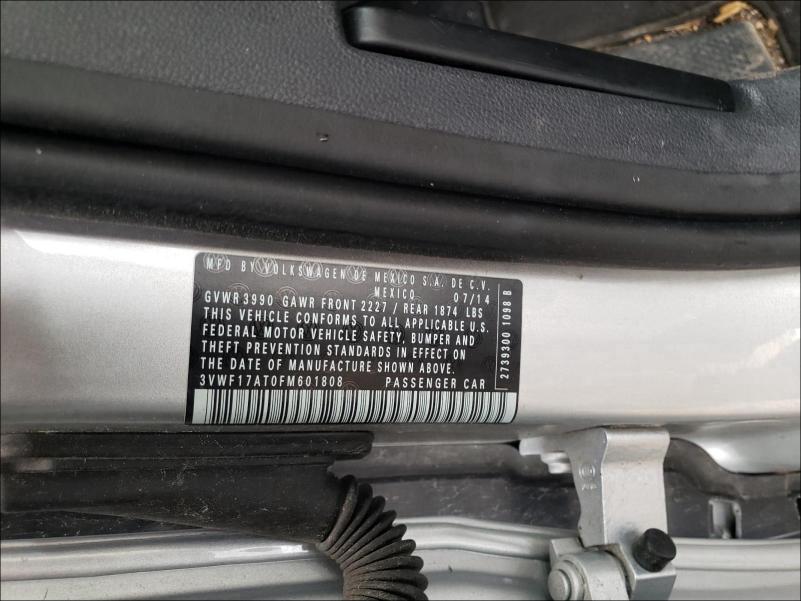 MFD BY VOLKSWAGEN DE MEXICO S.A. DE C.V.
MEXICO 07/14
GVWR 3990 GAWR FRONT 2227 / REAR 1874 LBS
THIS VEHICLE CONFORMS TO ALL APPLICABLE U.S.
FEDERAL MOTOR VEHICLE SAFETY, BUMPER AND
THEFT PREVENTION STANDARDS IN EFFECT ON
THE DATE OF MANUFACTURE SHOWN ABOVE.
3VWF17AT0FM601808 PASSENGER CAR
2739300 1098 B